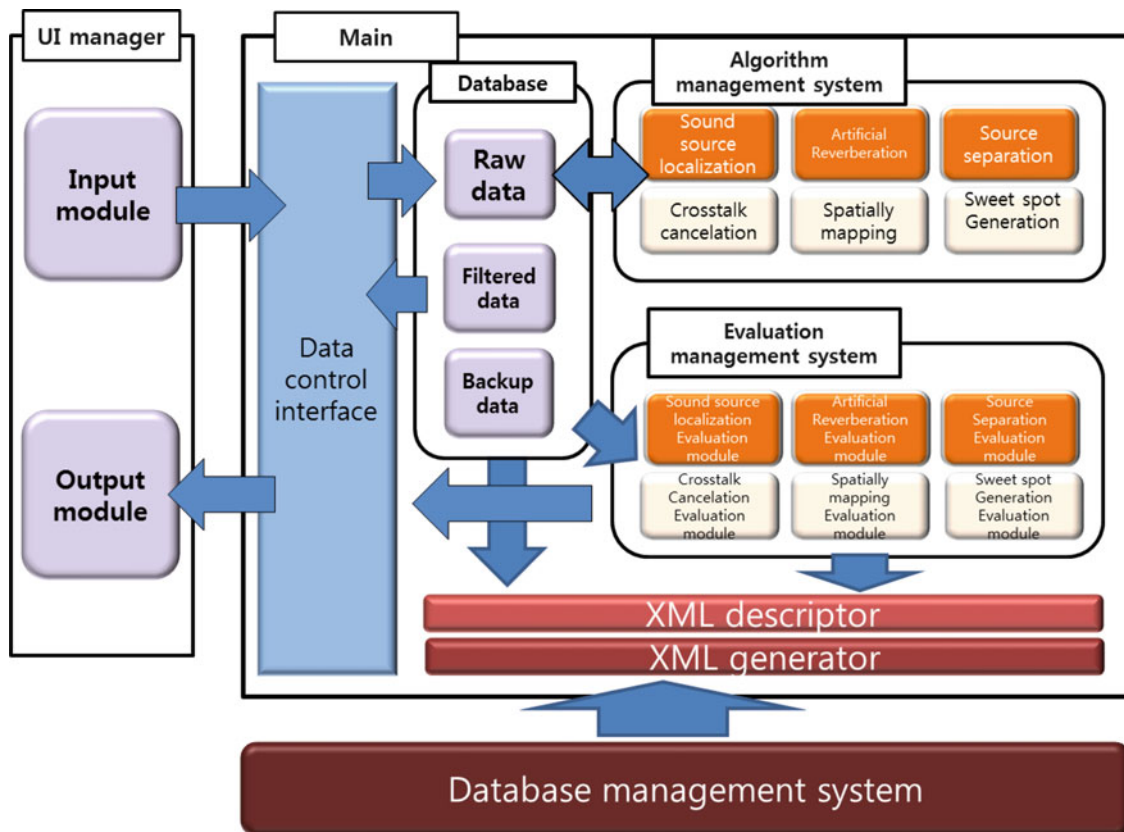 UI manager
Input
module
Output
module
Main
Data
control
interface
Database
Raw
data
Filtered
data
Backup
data
Algorithm
management system
Sound
source
localization
Artificial
Reverberation
Source
separation
Crosstalk
cancelation
Spatially
mapping
Sweet spot
Generation
Evaluation
management system
Sound source
localization
Evaluation
module
Artificial
Reverberation
Evaluation
module
Source
Separation
Evaluation
module
Crosstalk
Cancelation
Evaluation
module
Spatially
mapping
Evaluation
module
Sweet spot
Generation
Evaluation
module
XML descriptor
XML generator
Database management system